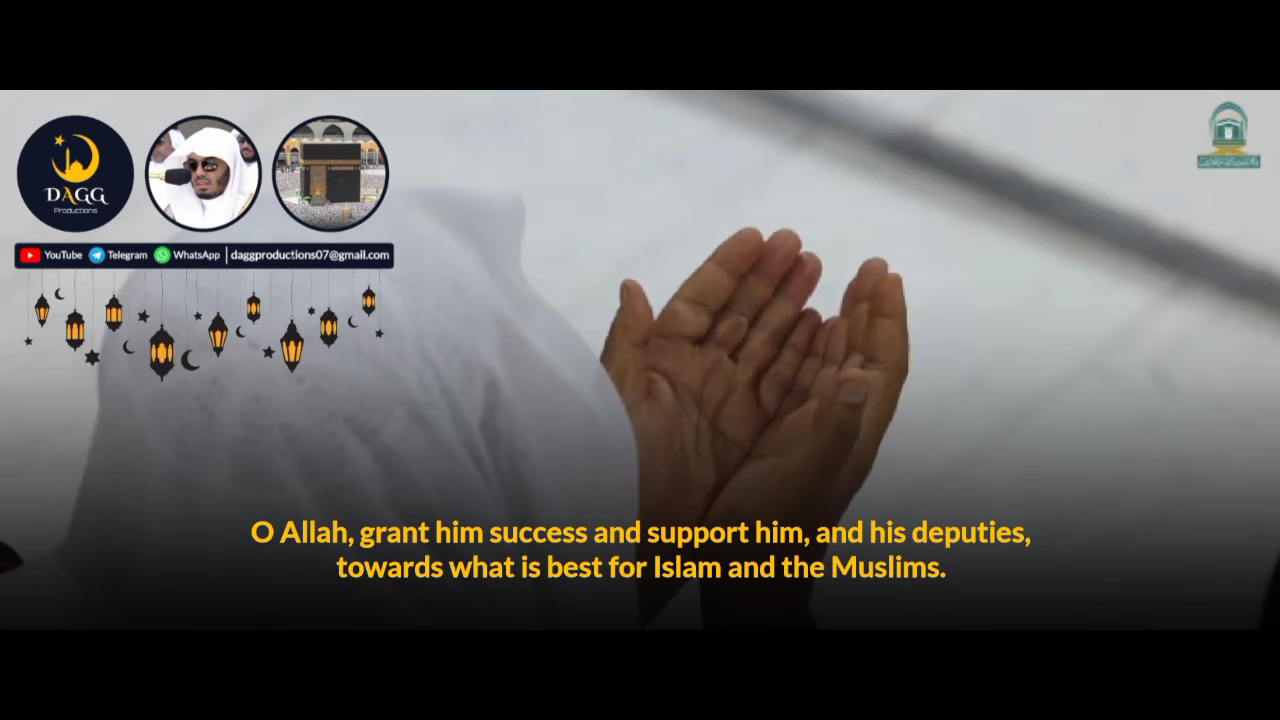 DAGG
Productions
YouTube Telegram WhatsApp daggproductions07@gmail.com
O Allah, grant him success and support him, and his deputies,
towards what is best for Islam and the Muslims.